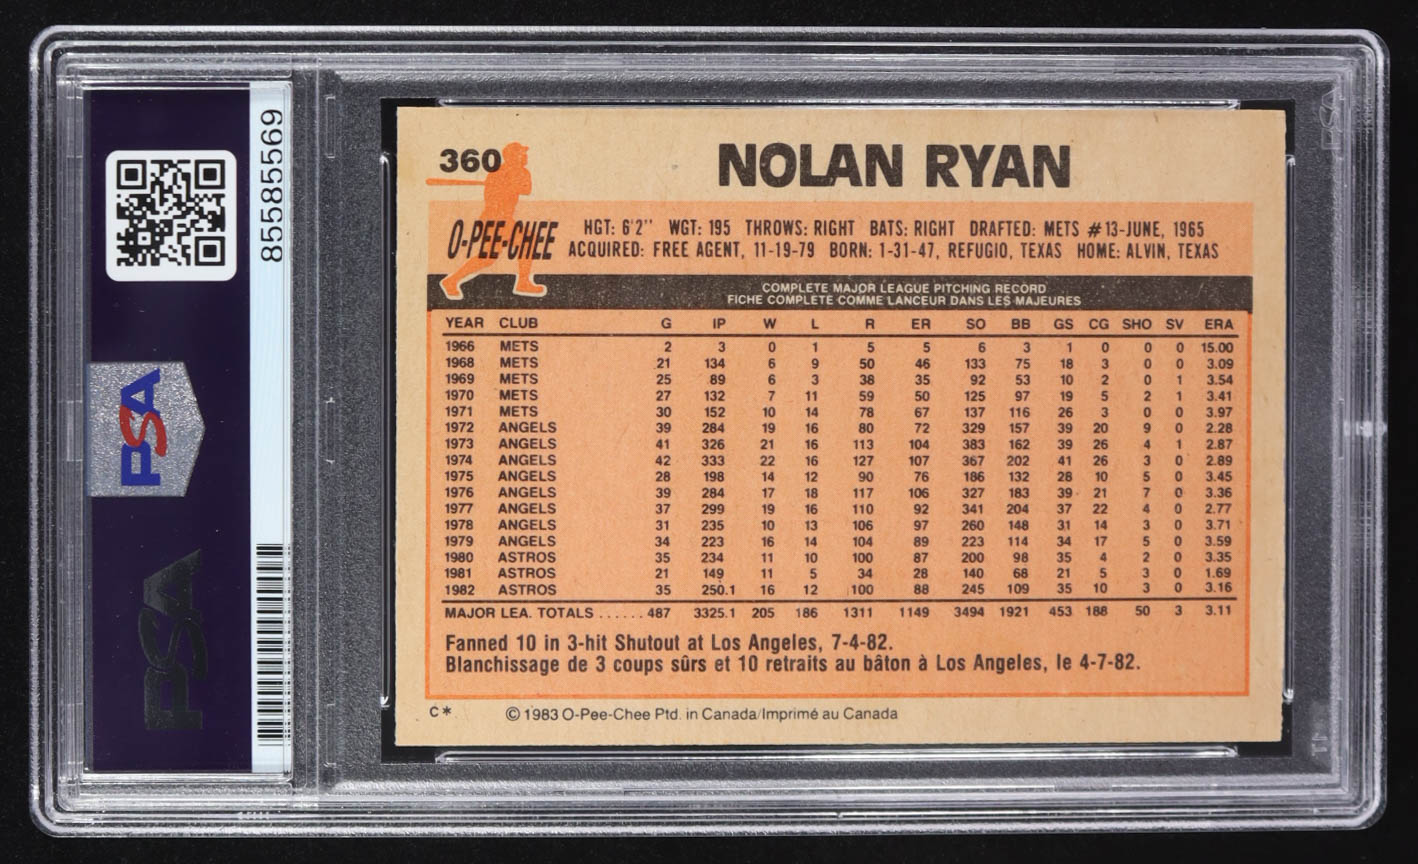 85585569
PSA
PSA
PSA
360
NOLAN RYAN
O-PEE-CHEE
HGT: 6'2" WGT: 195 THROWS: RIGHT BATS: RIGHT DRAFTED: METS #13-JUNE, 1965
ACQUIRED: FREE AGENT, 11-19-79 BORN: 1-31-47, REFUGIO, TEXAS HOME: ALVIN, TEXAS
COMPLETE MAJOR LEAGUE PITCHING RECORD
FICHE COMPLETE COMME LANCEUR DANS LES MAJEURES
YEAR CLUB G IP W L R ER SO BB GS CG SHO SV ERA
1966 METS 2 3 0 1 5 5 6 3 1 0 0 0 15.00
1968 METS 21 134 6 9 50 46 133 75 18 3 0 0 3.09
1969 METS 25 89 6 3 38 35 92 53 10 2 0 1 3.54
1970 METS 27 132 7 11 59 50 125 97 19 5 2 1 3.41
1971 METS 30 152 10 14 78 67 137 116 26 3 0 0 3.97
1972 ANGELS 39 284 19 16 80 72 329 157 39 20 9 0 2.28
1973 ANGELS 41 326 21 16 113 104 383 162 39 26 4 1 2.87
1974 ANGELS 42 333 22 16 127 107 367 202 41 26 3 0 2.89
1975 ANGELS 28 198 14 12 90 76 186 132 28 10 5 0 3.45
1976 ANGELS 39 284 17 18 117 106 327 183 39 21 7 0 3.36
1977 ANGELS 37 299 19 16 110 92 341 204 37 22 4 0 2.77
1978 ANGELS 31 235 10 13 106 97 260 148 31 14 3 0 3.71
1979 ANGELS 34 223 16 14 104 89 223 114 34 17 5 0 3.59
1980 ASTROS 35 234 11 10 100 87 200 98 35 4 2 0 3.35
1981 ASTROS 21 149 11 5 34 28 140 68 21 5 3 0 1.69
1982 ASTROS 35 250.1 16 12 100 88 245 109 35 10 3 0 3.16
MAJOR LEA. TOTALS ...... 487 3325.1 205 186 1311 1149 3494 1921 453 188 50 3 3.11
Fanned 10 in 3-hit Shutout at Los Angeles, 7-4-82.
Blanchissage de 3 coups sûrs et 10 retraits au bâton à Los Angeles, le 4-7-82.
C* © 1983 O-Pee-Chee Ptd. in Canada/Imprimé au Canada